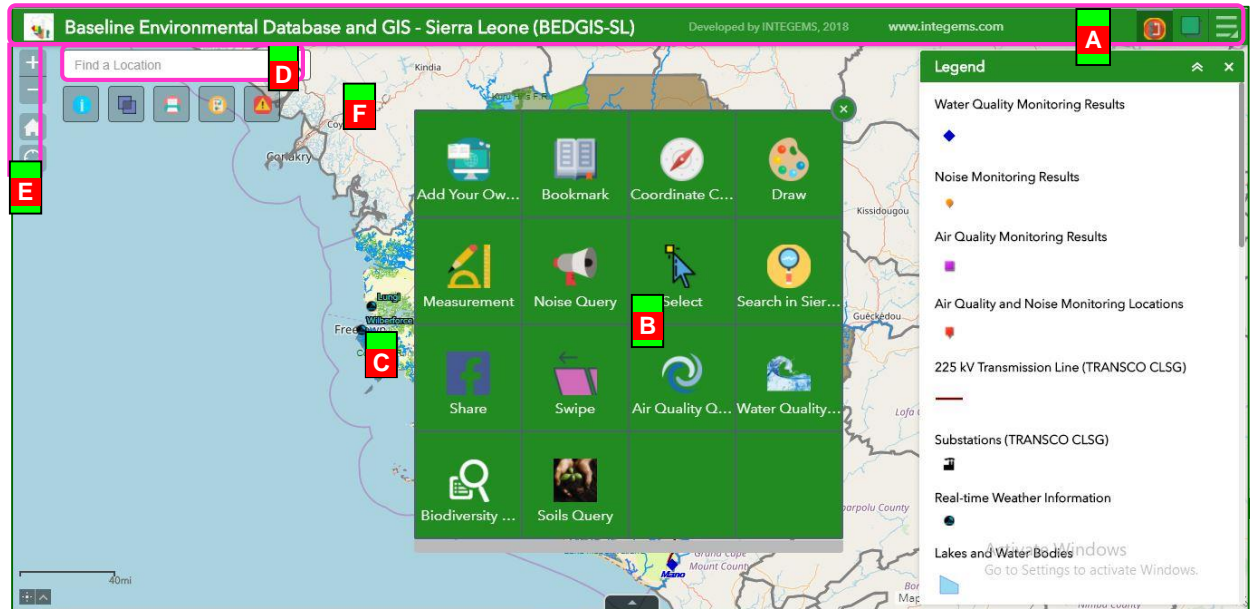 Baseline Environmental Database and GIS - Sierra Leone (BEDGIS-SL)
Developed by INTEGEMS, 2018
www.integems.com
A
Find a Location
D
Kindia
F
E
Conakry
Legend
Water Quality Monitoring Results
Noise Monitoring Results
Air Quality Monitoring Results
Air Quality and Noise Monitoring Locations
225 kV Transmission Line (TRANSCO CLSG)
Substations (TRANSCO CLSG)
Real-time Weather Information
Lakes and Water Bodies
Add Your Ow...
Bookmark
Coordinate C...
Draw
Measurement
Noise Query
Select
Search in Sier...
B
Share
Swipe
Air Quality Q...
Water Quality...
Biodiversity ...
Soils Query
Kissidougou
Guéckédou
Lungi
Wilberforce
C
Mano
Grand Cape
Mount County
40mi
Activate Windows
Go to Settings to activate Windows.